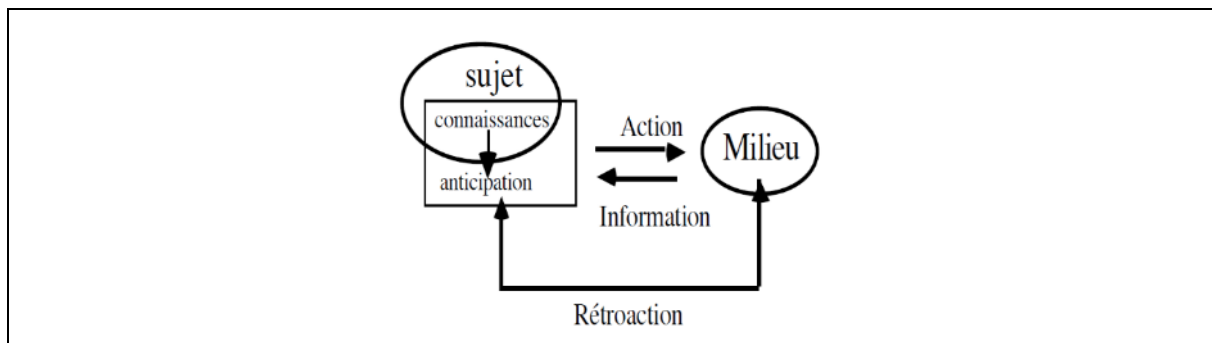 sujet
connaissances
anticipation
Action
Information
Milieu
Rétroaction